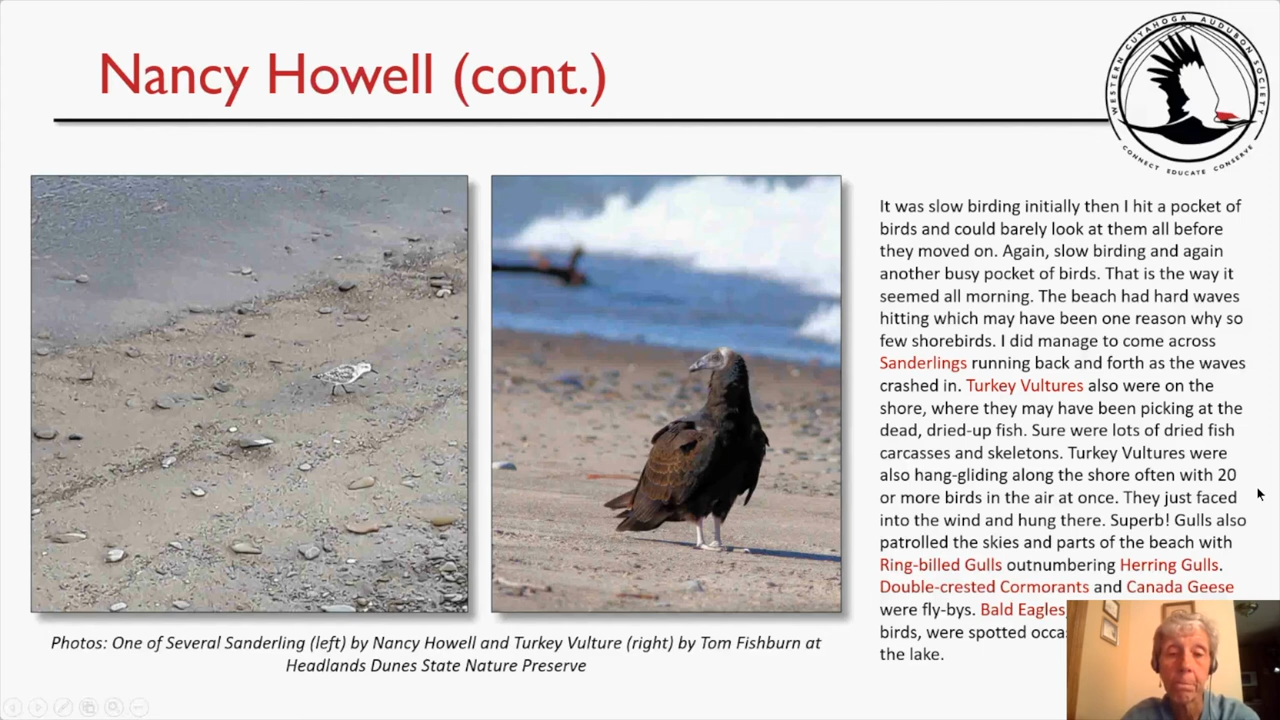 Nancy Howell (cont.)
WESTERN CUYAHOGA AUDUBON SOCIETY
CONNECT EDUCATE CONSERVE
It was slow birding initially then I hit a pocket of
birds and could barely look at them all before
they moved on. Again, slow birding and again
another busy pocket of birds. That is the way it
seemed all morning. The beach had hard waves
hitting which may have been one reason why so
few shorebirds. I did manage to come across
Sanderlings running back and forth as the waves
crashed in. Turkey Vultures also were on the
shore, where they may have been picking at the
dead, dried-up fish. Sure were lots of dried fish
carcasses and skeletons. Turkey Vultures were
also hang-gliding along the shore often with 20
or more birds in the air at once. They just faced
into the wind and hung there. Superb! Gulls also
patrolled the skies and parts of the beach with
Ring-billed Gulls outnumbering Herring Gulls.
Double-crested Cormorants and Canada Geese
were fly-bys. Bald Eagles,
birds, were spotted occa
the lake.
Photos: One of Several Sanderling (left) by Nancy Howell and Turkey Vulture (right) by Tom Fishburn at
Headlands Dunes State Nature Preserve